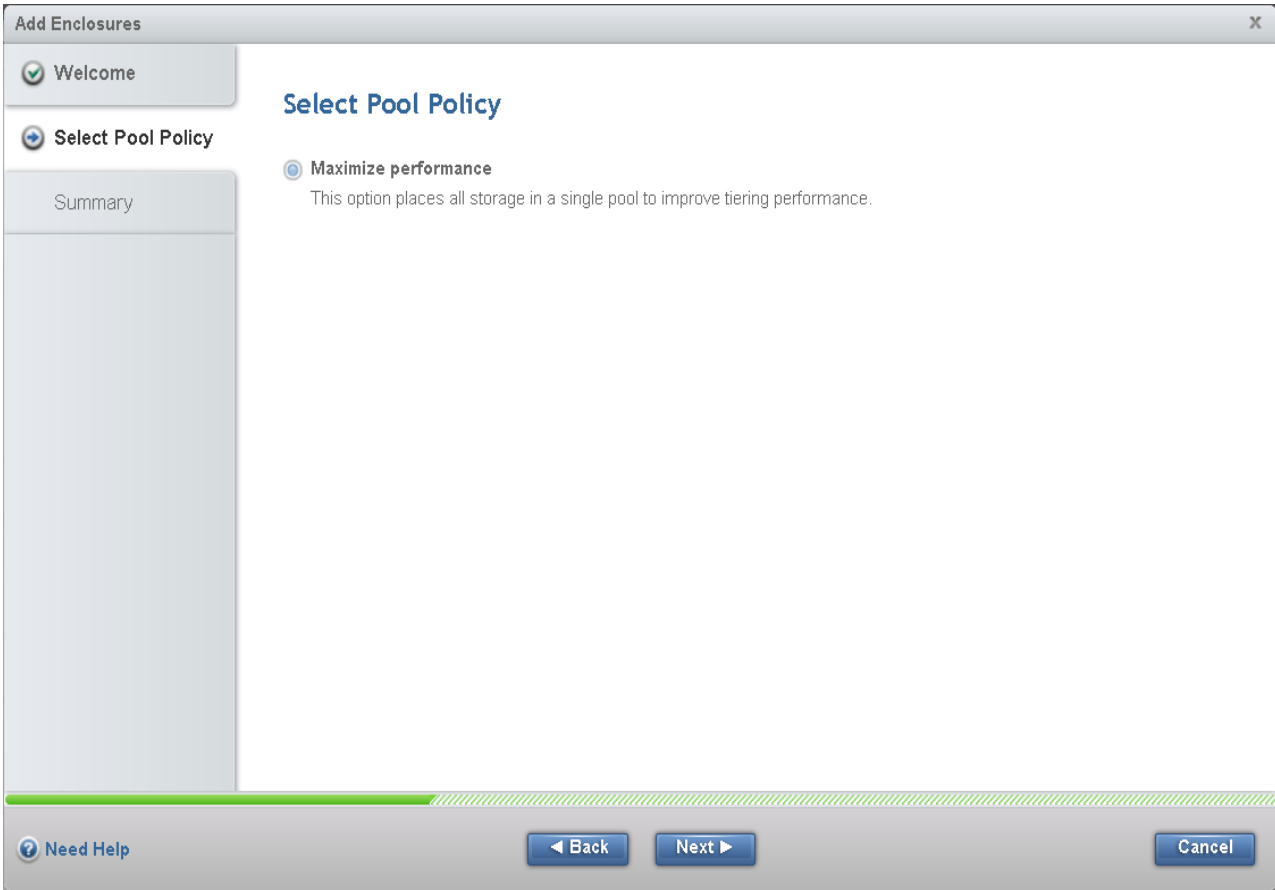 Add Enclosures
x
Welcome
Select Pool Policy
Summary
Select Pool Policy
Maximize performance
This option places all storage in a single pool to improve tiering performance.
Need Help
Back
Next
Cancel